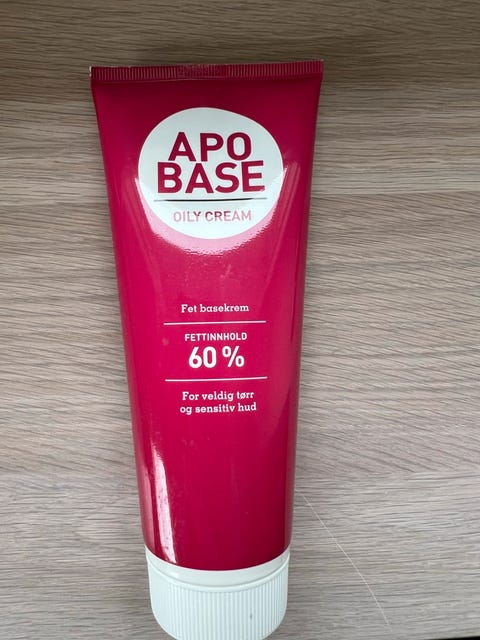 APO
BASE
OILY CREAM
Fet basekrem
FETTINNHOLD
60 %
For veldig tørr
og sensitiv hud